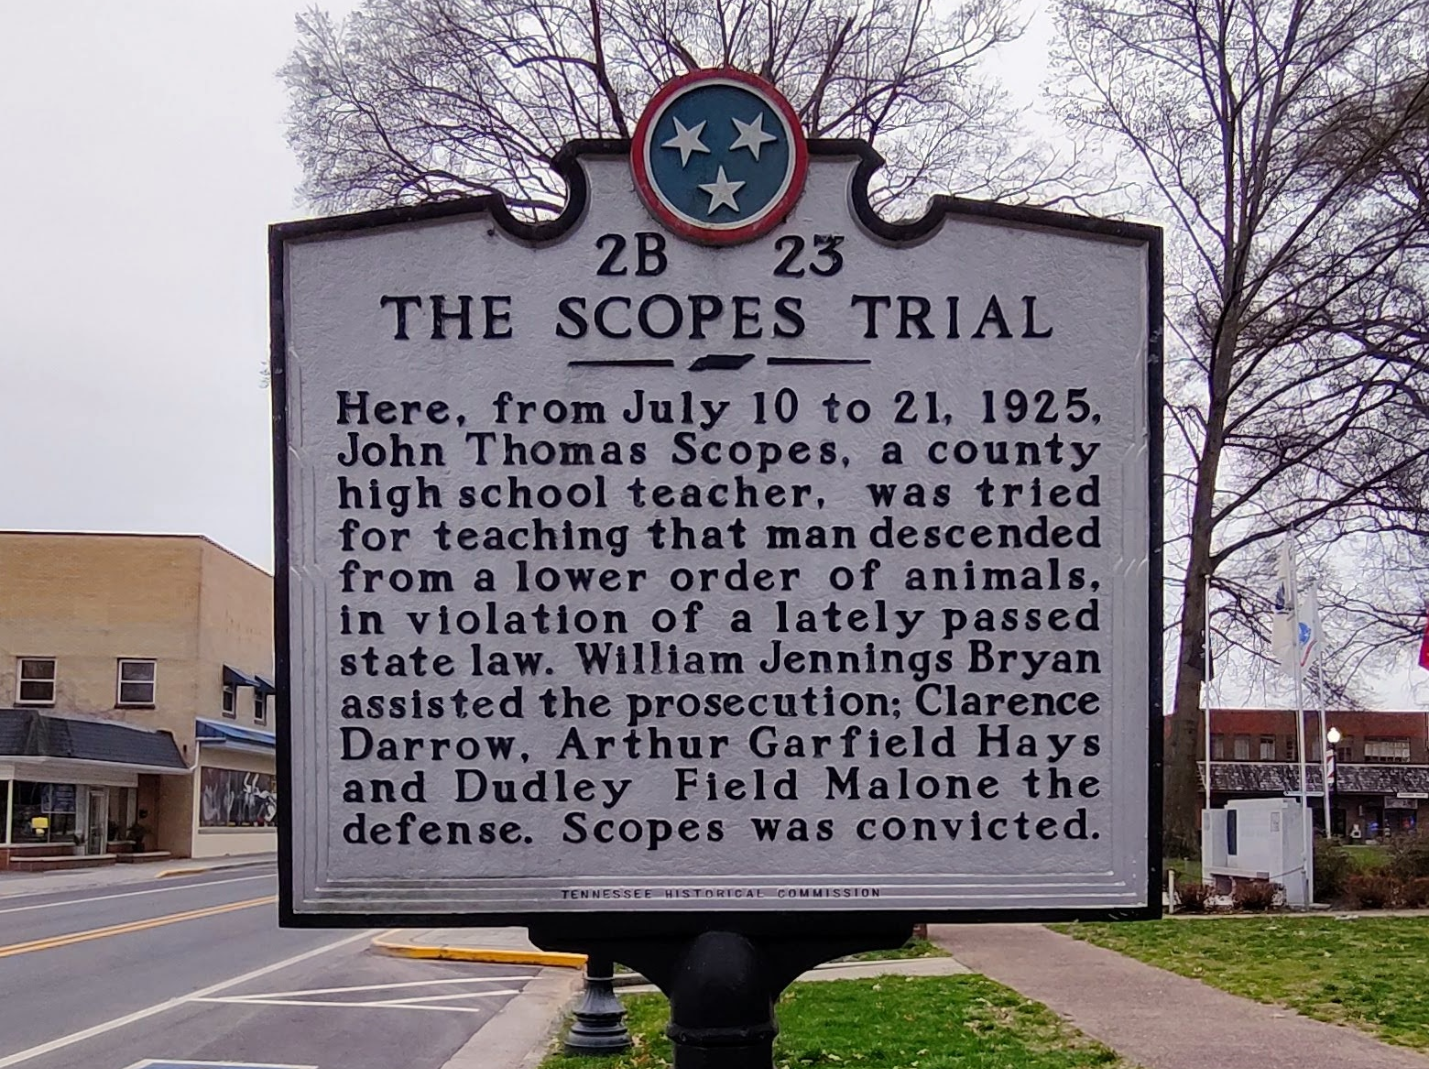 2B 23
THE SCOPES TRIAL
Here, from July 10 to 21, 1925,
John Thomas Scopes, a county
high school teacher, was tried
for teaching that man descended
from a lower order of animals,
in violation of a lately passed
state law. William Jennings Bryan
assisted the prosecution; Clarence
Darrow, Arthur Garfield Hays
and Dudley Field Malone the
defense. Scopes was convicted.
TENNESSEE HISTORICAL COMMISSION